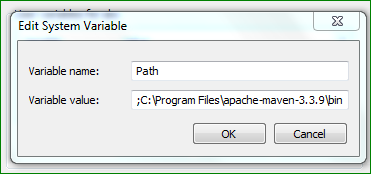 Edit System Variable
Variable name: Path
Variable value: ;C:\Program Files\apache-maven-3.3.9\bin
OK Cancel